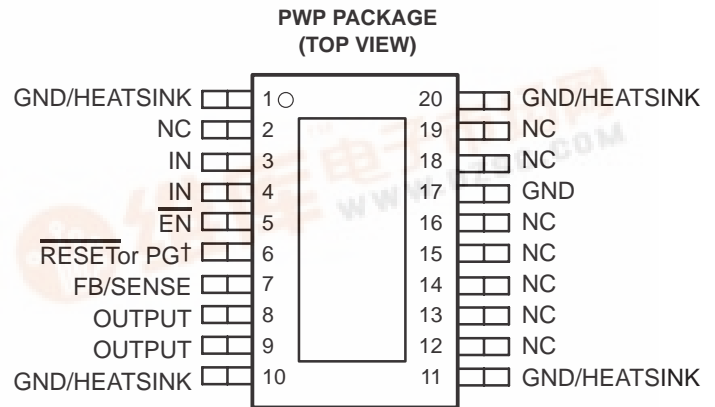 PWP PACKAGE
(TOP VIEW)
GND/HEATSINK 1 20 GND/HEATSINK
NC 2 19 NC
IN 3 18 NC
IN 4 17 GND
EN 5 16 NC
RESETor PG† 6 15 NC
FB/SENSE 7 14 NC
OUTPUT 8 13 NC
OUTPUT 9 12 NC
GND/HEATSINK 10 11 GND/HEATSINK